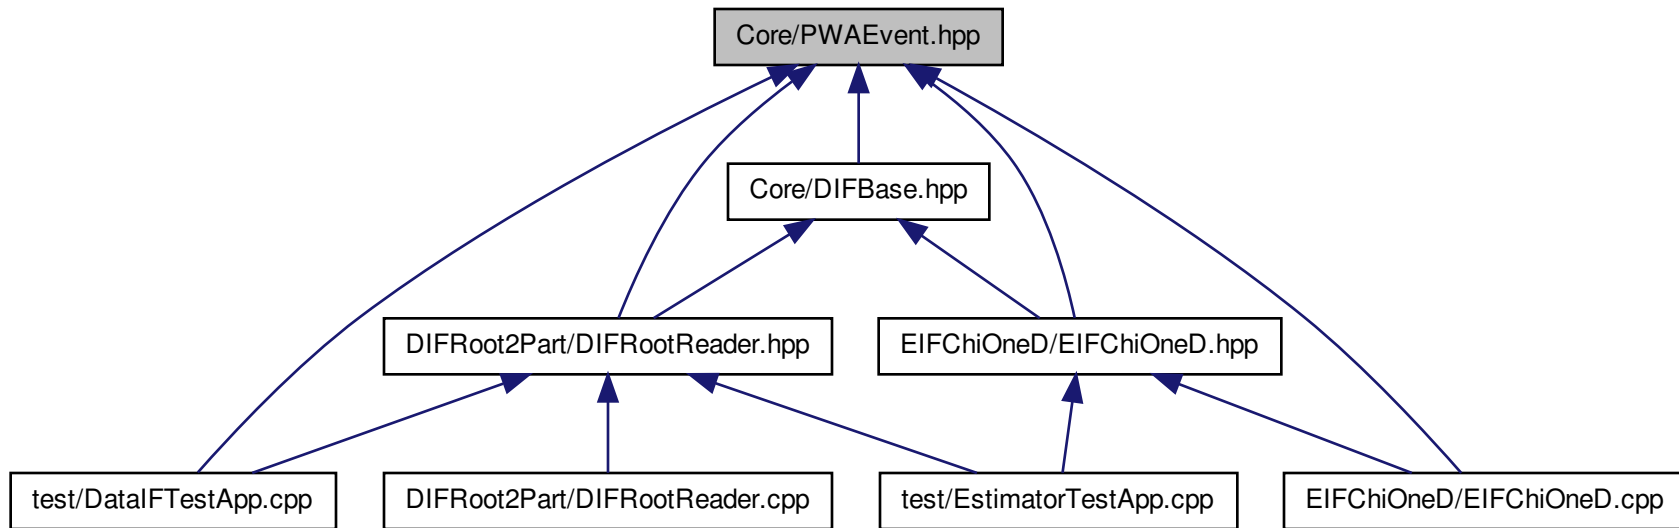 Core/PWAEvent.hpp
Core/DIFBase.hpp
DIFRoot2Part/DIFRootReader.hpp
EIFChiOneD/EIFChiOneD.hpp
test/DataIFTestApp.cpp
DIFRoot2Part/DIFRootReader.cpp
test/EstimatorTestApp.cpp
EIFChiOneD/EIFChiOneD.cpp